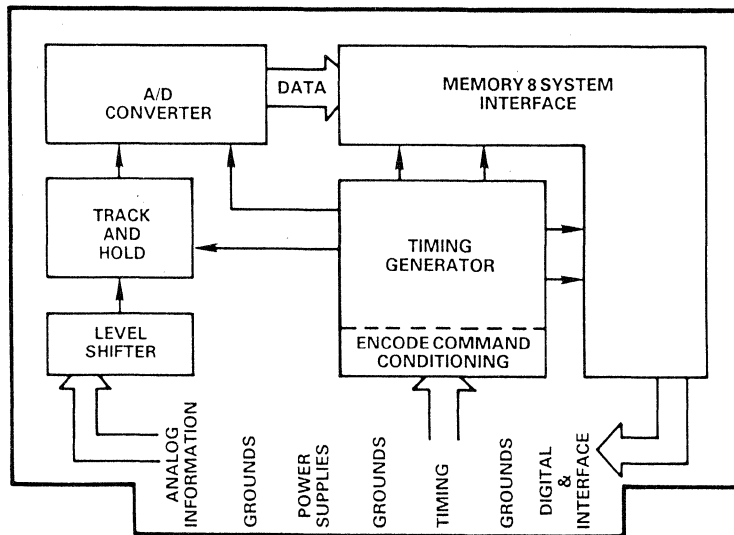 A/D
CONVERTER
DATA
MEMORY 8 SYSTEM
INTERFACE
TRACK
AND
HOLD
TIMING
GENERATOR
LEVEL
SHIFTER
ENCODE COMMAND
CONDITIONING
ANALOG
INFORMATION
GROUNDS
POWER
SUPPLIES
GROUNDS
TIMING
GROUNDS
DIGITAL
&
INTERFACE